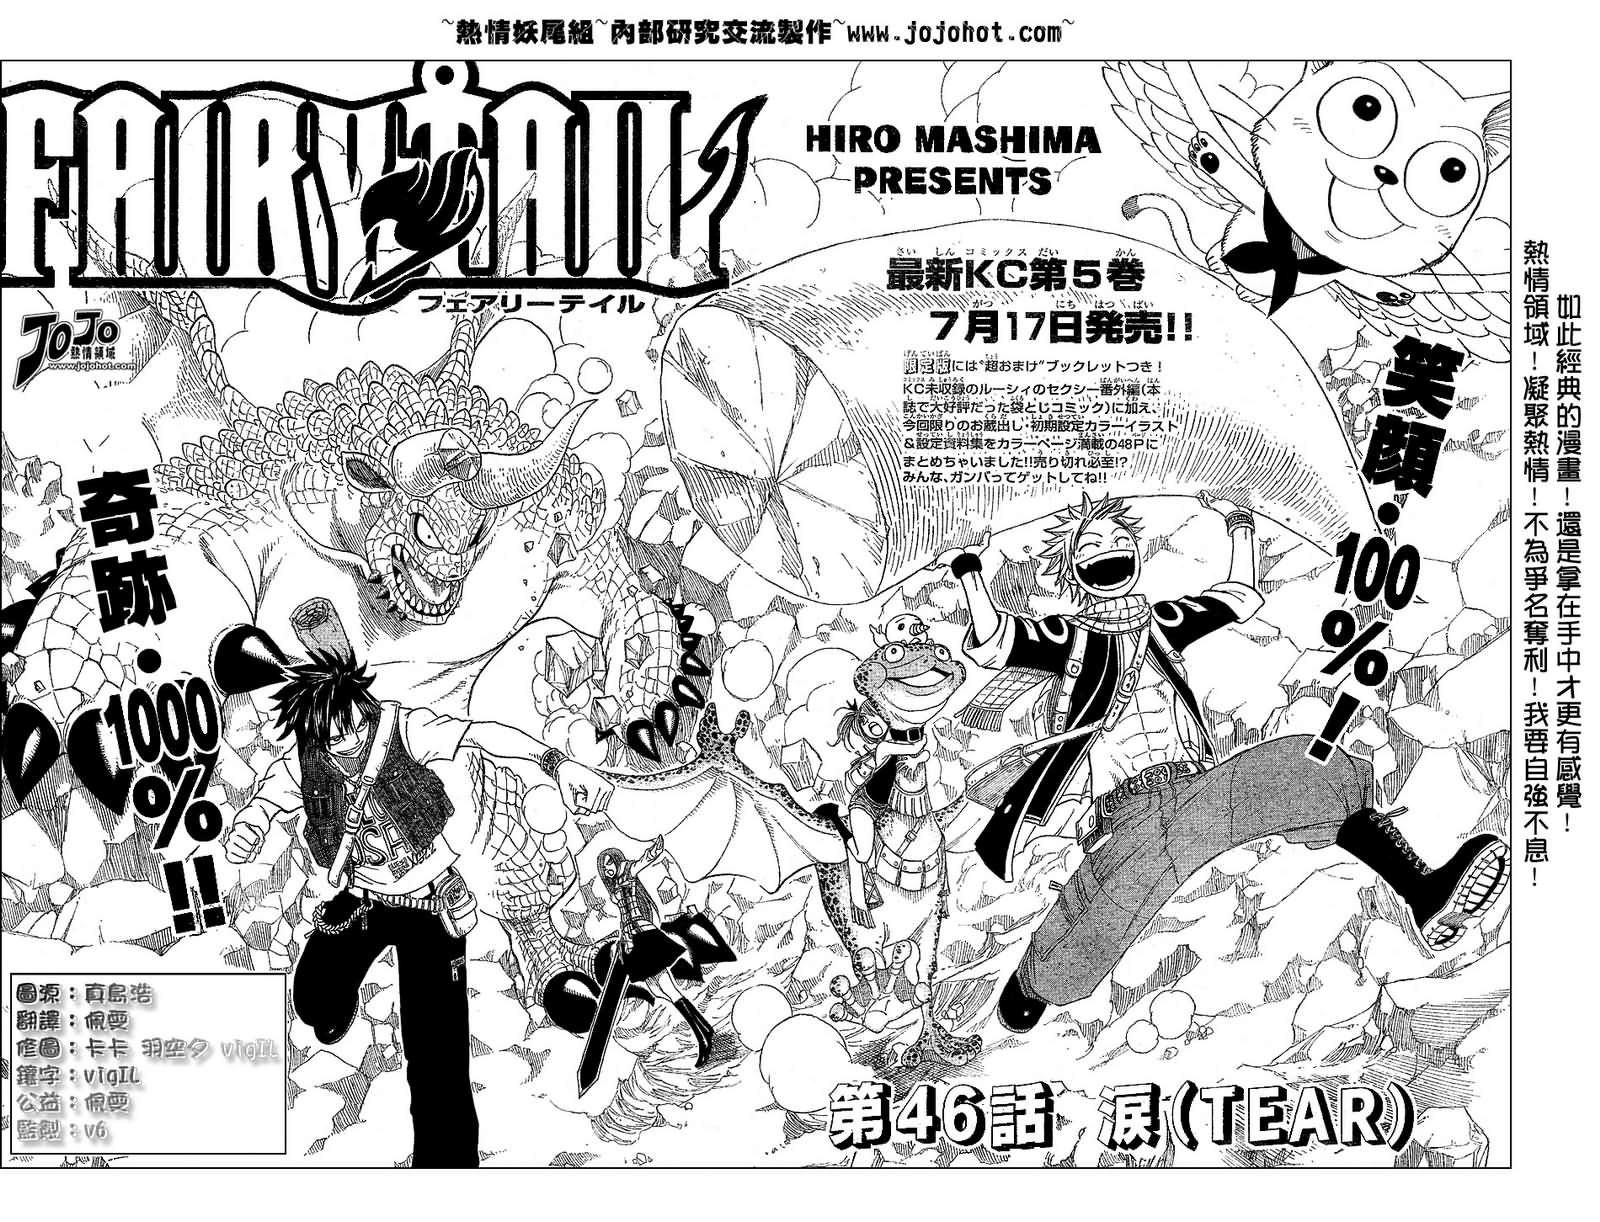 ~熱情妖尾組~內部研究交流製作~www.jojohot.com~
FAIRY TAIL
フェアリーテイル
HIRO MASHIMA
PRESENTS
最新KC第5巻
7月17日発売!!
限定版には“超おまけ”ブックレットつき!
KC未収録のルーシィのセクシー番外編(本
誌で大好評だった袋とじコミック)に加え、
今回限りのお蔵出し・初期設定カラーイラスト
&設定資料集をカラーページ満載の48Pに
まとめちゃいました!!売り切れ必至!?
みんな、ガンバってゲットしてね!!
笑顔・100%!
奇跡・1000%!!
JOJO
熱情領域
www.jojohot.com
如此經典的漫畫!還是拿在手中才更有感覺!
熱情領域!凝聚熱情!不為爭名奪利!我要自強不息!
圖源:真島浩
翻譯:佩雯
修圖:卡卡 羽空夕 vigIL
鑲字:vigIL
公益:佩雯
監製:v6
第46話 涙(TEAR)